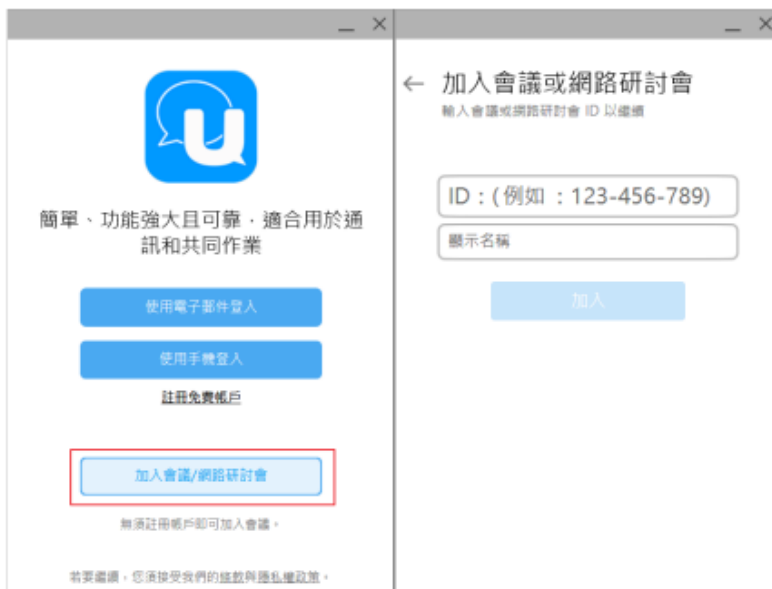 U
簡單、功能強大且可靠，適合用於通
訊和共同作業
使用電子郵件登入
使用手機登入
註冊免費帳戶
加入會議/網路研討會
無須註冊帳戶即可加入會議。
若要繼續，您須接受我們的條款與隱私權政策。
← 加入會議或網路研討會
輸入會議或網路研討會 ID 以繼續
ID：(例如：123-456-789)
顯示名稱
加入